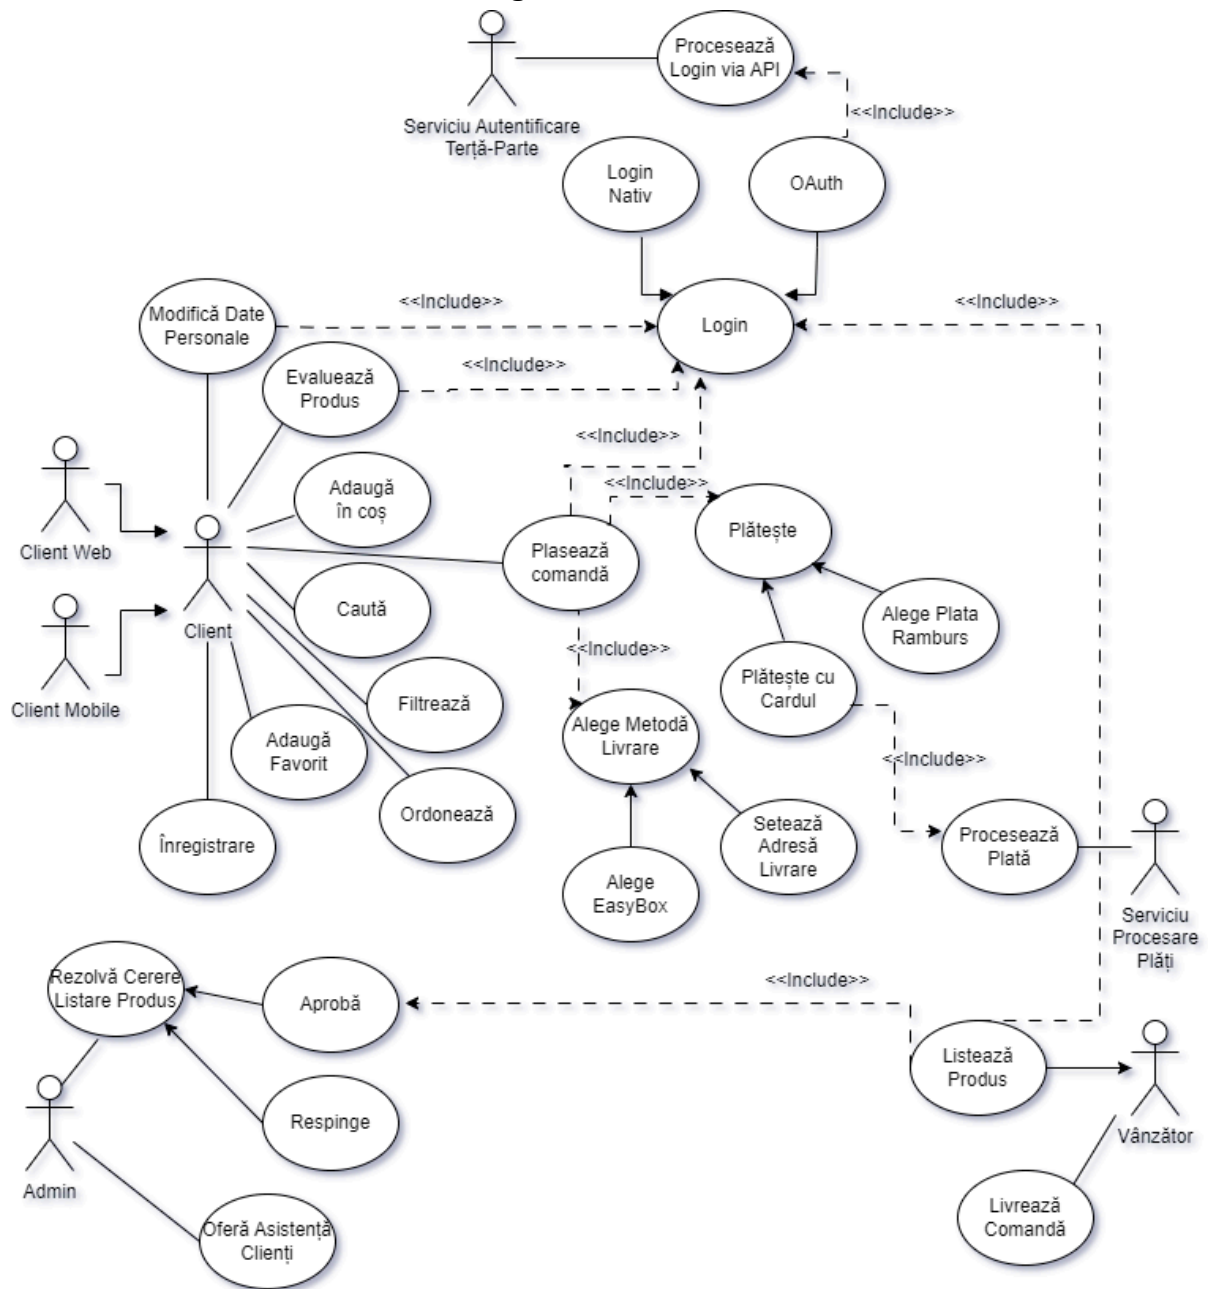 Procesează
Login via API
<<Include>>
Serviciu Autentificare
Terță-Parte
Login
Nativ
OAuth
<<Include>>
<<Include>>
Modifică Date
Personale
Login
<<Include>>
Evaluează
Produs
<<Include>>
Adaugă
în coș
<<Include>>
Plătește
Client Web
Plasează
comandă
Caută
Alege Plata
Ramburs
Client
<<Include>>
Plătește cu
Cardul
Filtrează
Client Mobile
Alege Metodă
Livrare
Adaugă
Favorit
<<Include>>
Ordonează
Setează
Adresă
Livrare
Înregistrare
Procesează
Plată
Alege
EasyBox
Serviciu
Procesare
Plăți
Rezolvă Cerere
Listare Produs
<<Include>>
Aprobă
Listează
Produs
Respinge
Vânzător
Admin
Livrează
Comandă
Oferă Asistență
Clienți